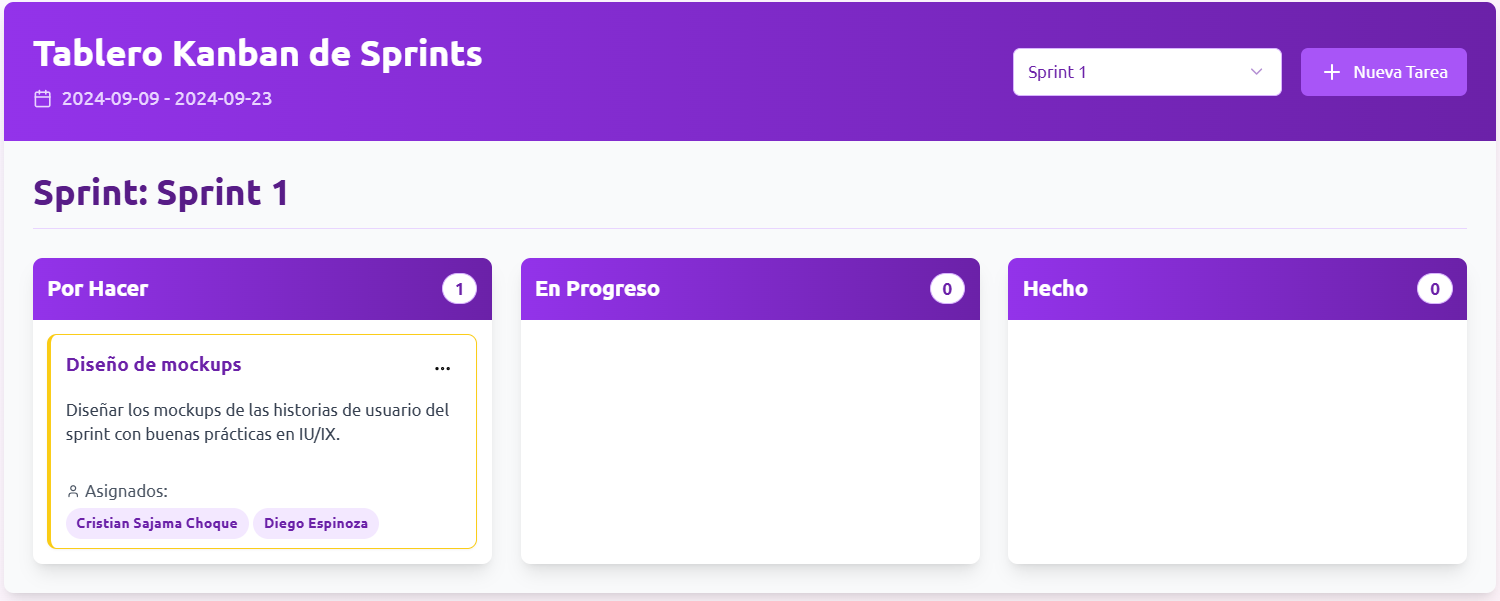 Tablero Kanban de Sprints
2024-09-09 - 2024-09-23
Sprint 1
Nueva Tarea
Sprint: Sprint 1
Por Hacer
1
Diseño de mockups
Diseñar los mockups de las historias de usuario del
sprint con buenas prácticas en IU/IX.
Asignados:
Cristian Sajama Choque
Diego Espinoza
En Progreso
0
Hecho
0